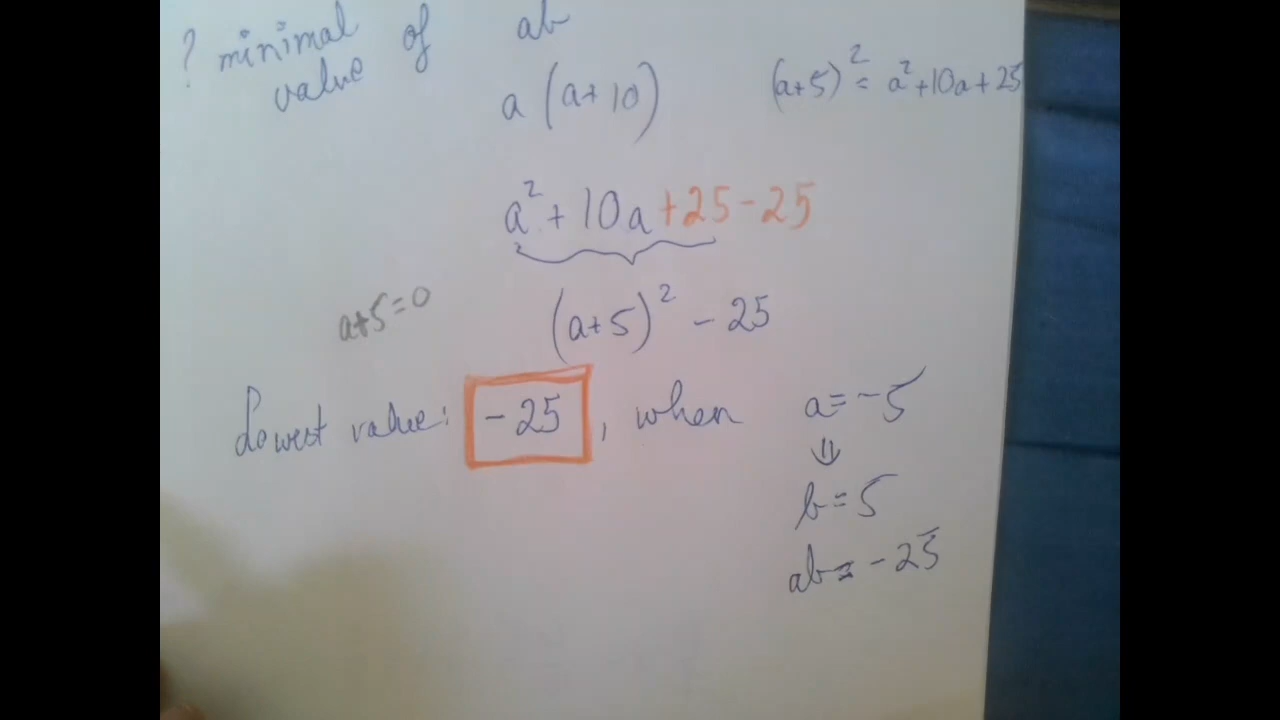 ? minimal value of ab
a (a+10)
(a+5)² = a²+10a+25
a² + 10a +25 - 25
a+5=0
(a+5)² - 25
Lowest value: -25, when a = -5
⇓
b = 5
ab = -25